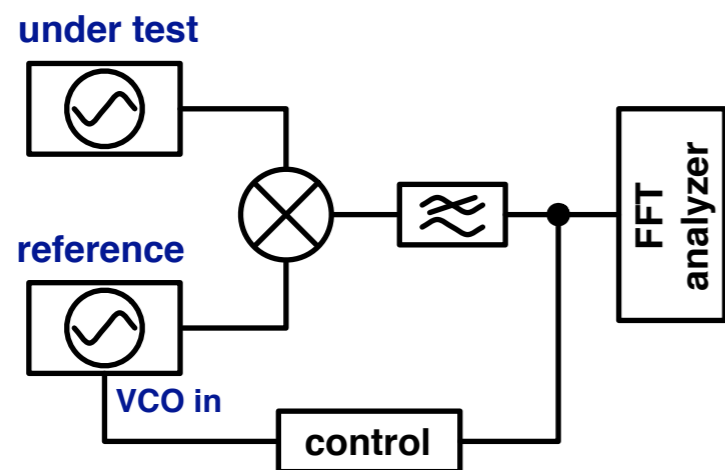 under test
reference
VCO in
control
FFT
analyzer